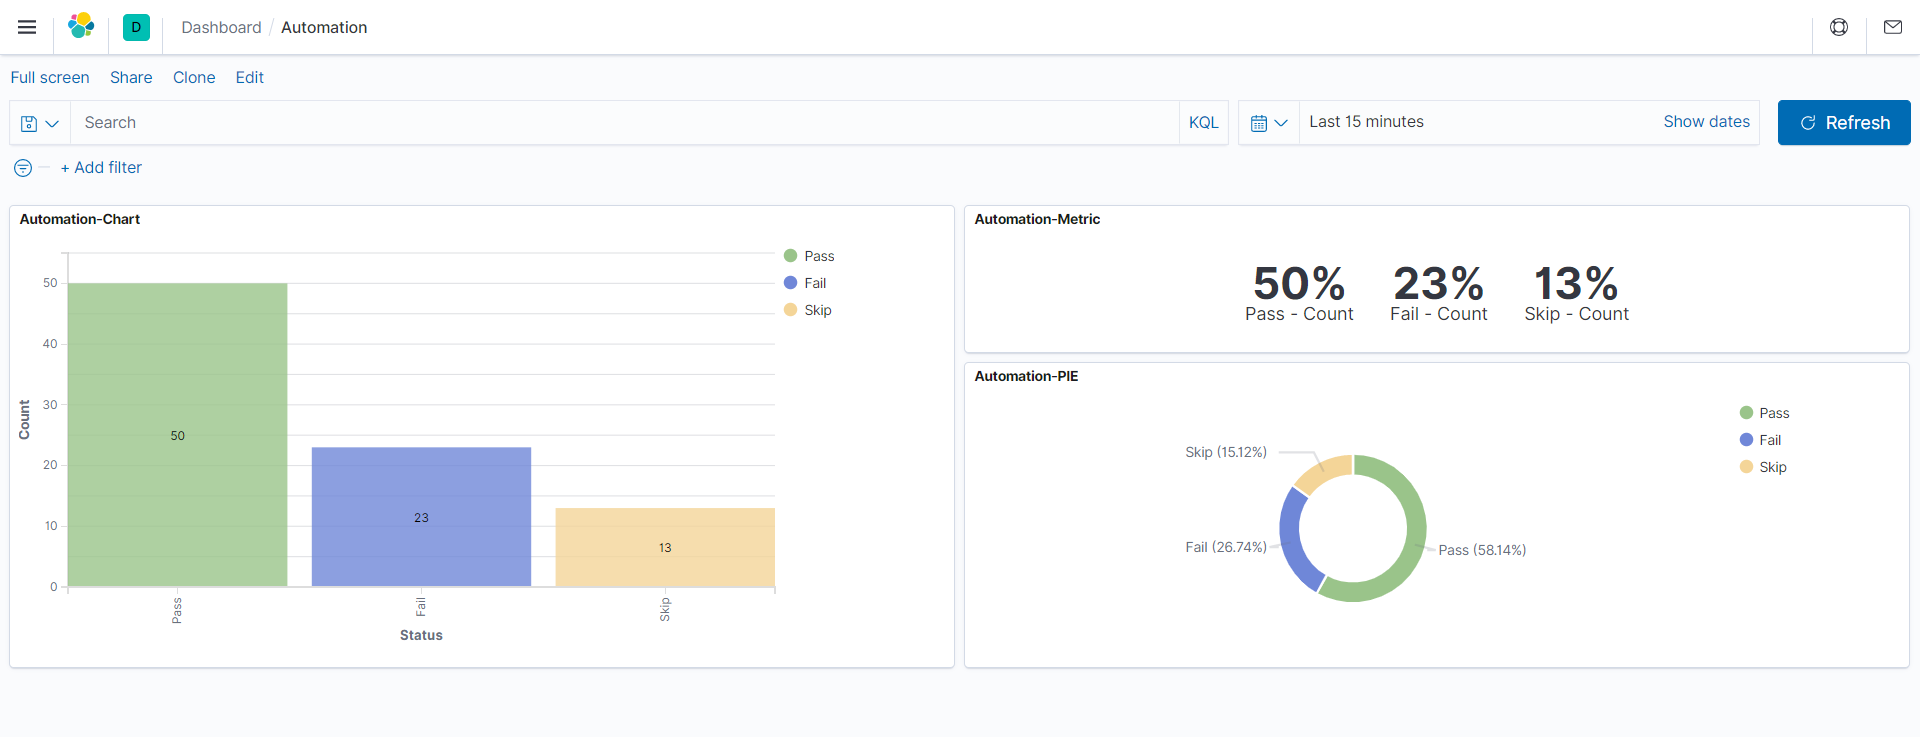 D Dashboard / Automation
Full screen Share Clone Edit
Search KQL Last 15 minutes Show dates Refresh
+ Add filter
Automation-Chart
50
40
30
20
10
0
Count
50
23
13
Pass
Fail
Skip
Status
Pass
Fail
Skip
Automation-Metric
50% 23% 13%
Pass - Count Fail - Count Skip - Count
Automation-PIE
Skip (15.12%)
Fail (26.74%)
Pass (58.14%)
Pass
Fail
Skip